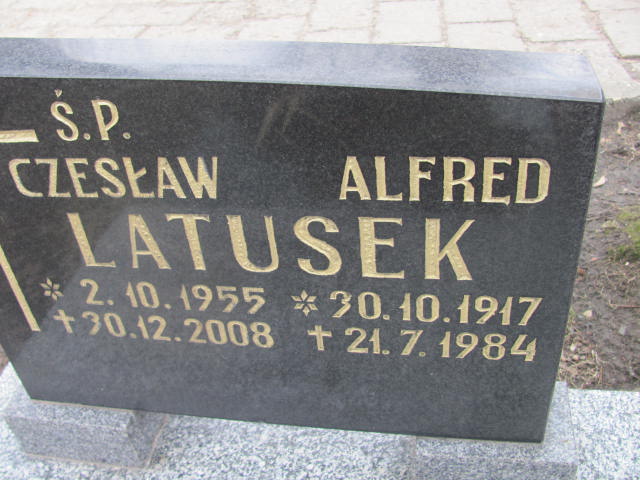 Ś.P.
CZESŁAW ALFRED
LATUSEK
* 2.10.1955 * 30.10.1917
+ 30.12.2008 + 21.7.1984